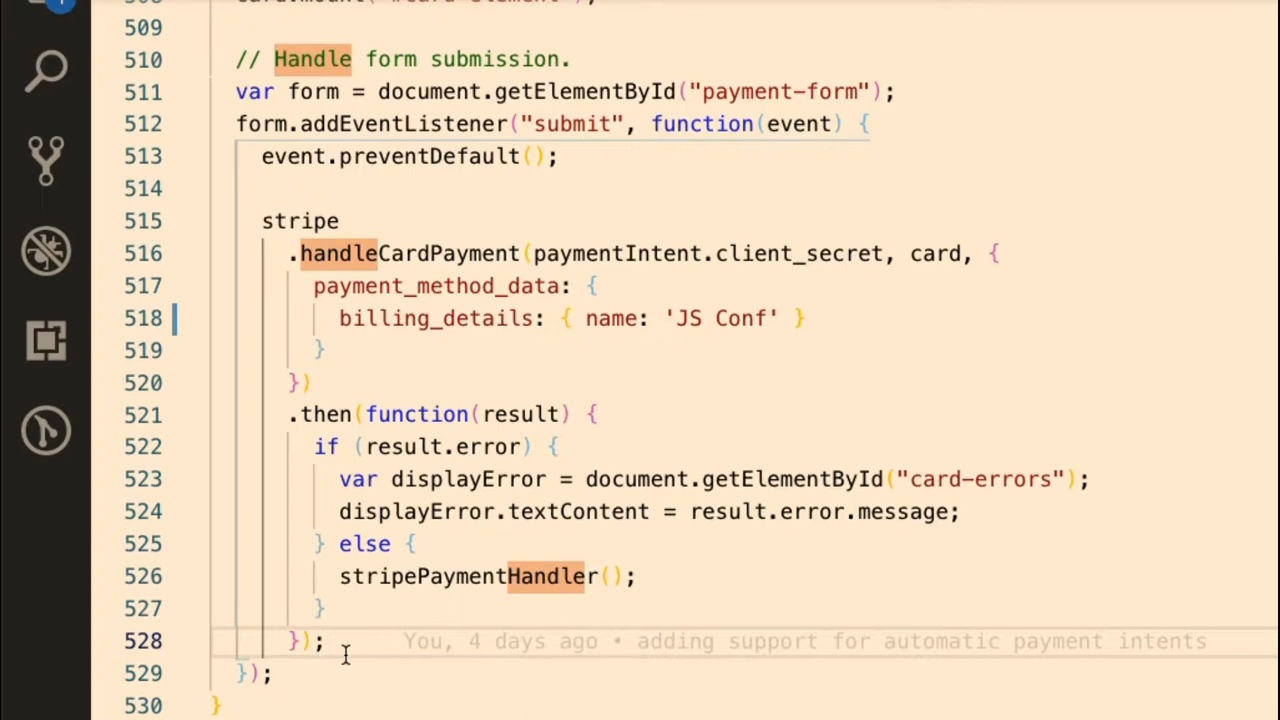 509
510 // Handle form submission.
511 var form = document.getElementById("payment-form");
512 form.addEventListener("submit", function(event) {
513 event.preventDefault();
514
515 stripe
516 .handleCardPayment(paymentIntent.client_secret, card, {
517 payment_method_data: {
518 billing_details: { name: 'JS Conf' }
519 }
520 })
521 .then(function(result) {
522 if (result.error) {
523 var displayError = document.getElementById("card-errors");
524 displayError.textContent = result.error.message;
525 } else {
526 stripePaymentHandler();
527 }
528 }); You, 4 days ago • adding support for automatic payment intents
529 });
530 }